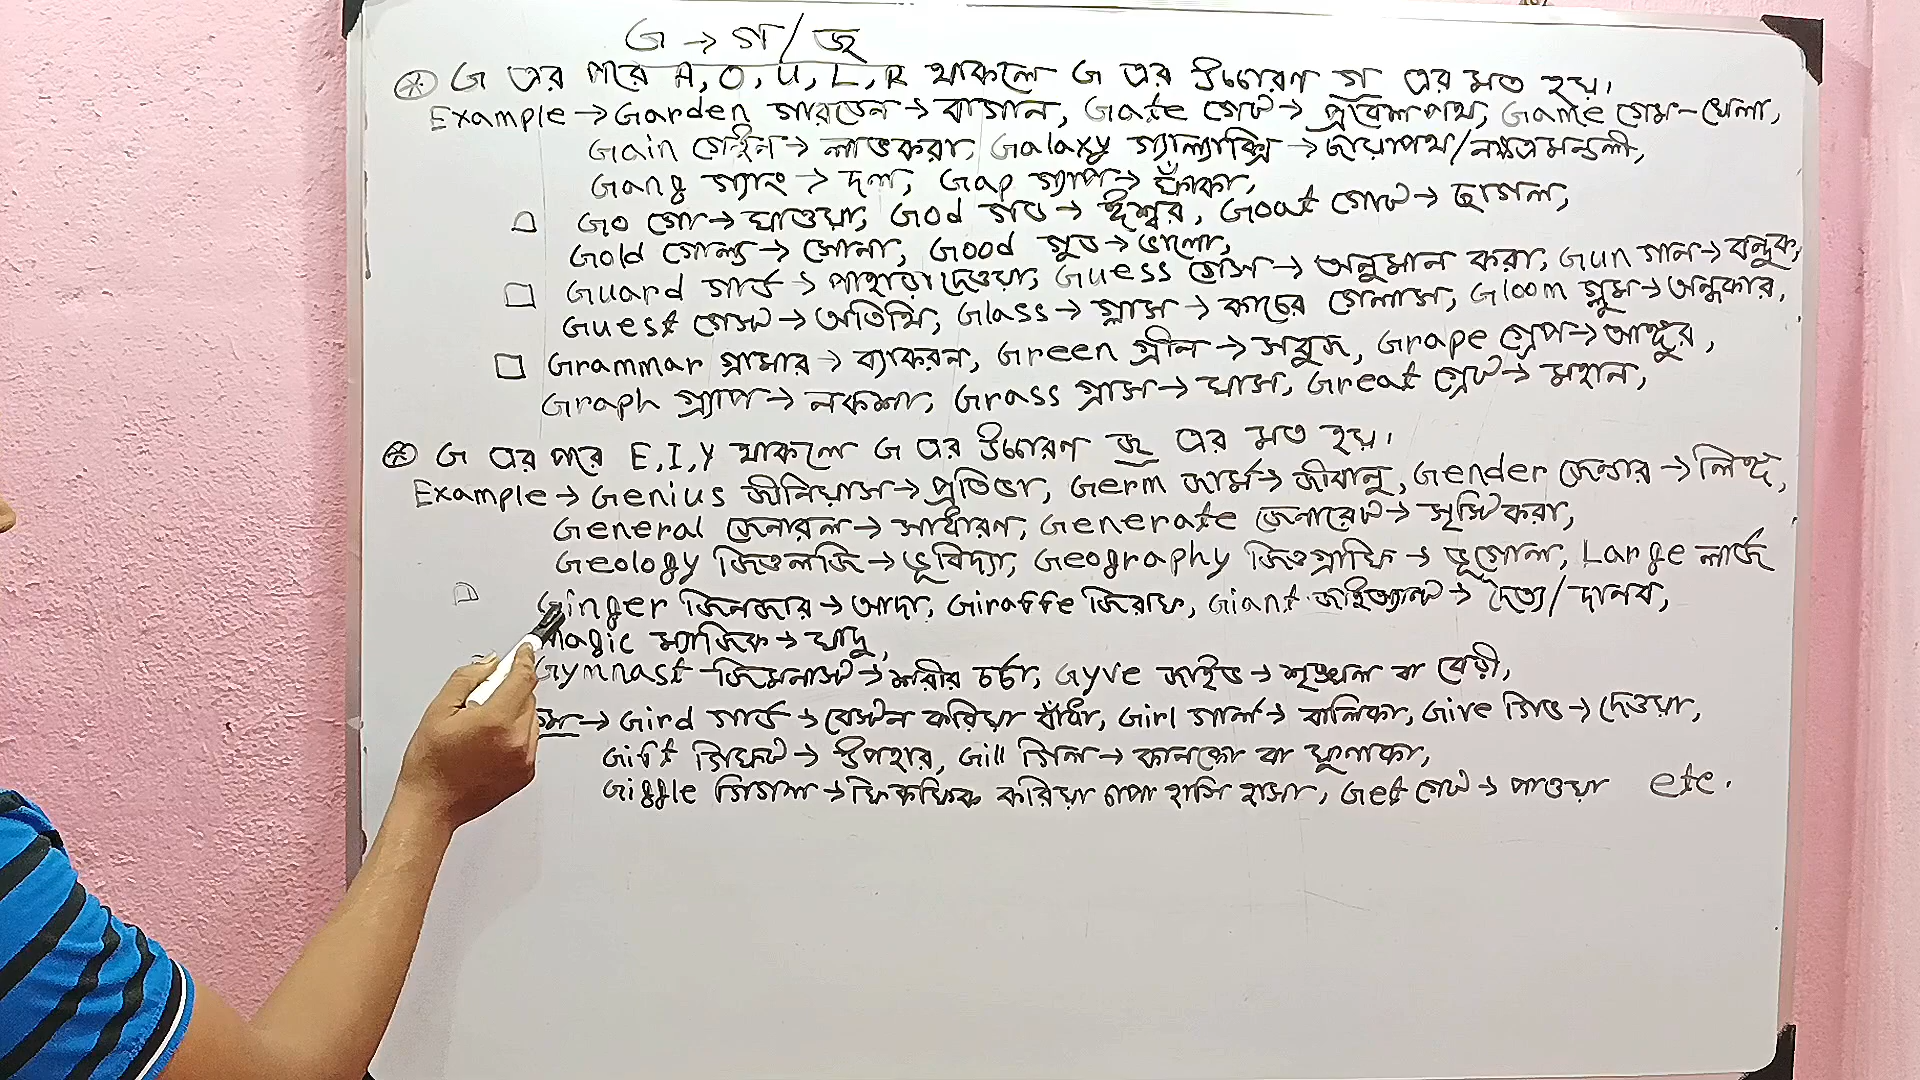 G → গ / জ
G এর পরে A, O, U, L, R থাকলে G এর উচ্চারণ গ এর মত হয়।
Example → Garden গারডেন → বাগান, Gate গেট → প্রবেশ পথ, Game গেম - খেলা,
Gain গেইন → লাভ করা, Galaxy গ্যাল্যাক্সি → ছায়াপথ / নক্ষত্রমন্ডলী,
Gang গ্যাং → দল, Gap গ্যাপ → ফাঁকা,
Go গো → যাওয়া, God গড → ঈশ্বর, Goat গোট → ছাগল,
Gold গোল্ড → সোনা, Good গুড → ভালো,
Guard গার্ড → পাহারা দেওয়া, Guess গেস → অনুমান করা, Gun গান → বন্দুক,
Guest গেস্ট → অতিথি, Glass → গ্লাস → কাচের গেলাস, Gloom গ্লুম → অন্ধকার,
Grammar গ্রামার → ব্যাকরন, Green গ্রীন → সবুজ, Grape গ্রেপ → আঙ্গুর,
Graph গ্র্যাপ → নকশা, Grass গ্রাস → ঘাস, Great গ্রেট → মহান,
G এর পরে E, I, Y থাকলে G এর উচ্চারণ জ এর মত হয়।
Example → Genius জীনিয়াস → প্রতিভা, Germ জার্ম → জীবানু, Gender জেন্ডার → লিঙ্গ,
General জেনারল → সাধারন, Generate জেনারেট → সৃস্টি করা,
Geology জিওলজি → ভূবিদ্যা, Geography জিওগ্রাফি → ভূগোল, Large লার্জ
Ginger জিনজার → আদা, Giraffe জিরাফ, Giant জাইঅ্যান্ট → দৈত্য / দানব,
Magic ম্যাজিক → যাদু,
Gymnast জিমনাস্ট → শরীর চর্চা, Gyve জাইভ → শৃঙ্খল বা বেড়ী,
→ Gird গার্ড → বেস্টন করিয়া বাঁধা, Girl গার্ল → বালিকা, Give গিভ → দেওয়া,
Gift গিফট → উপহার, Gill গিল → কানকো বা ফুলকা,
Giggle গিগল → ফিকফিক করিয়া চাপা হাসি হাসা, Get গেট → পাওয়া etc.